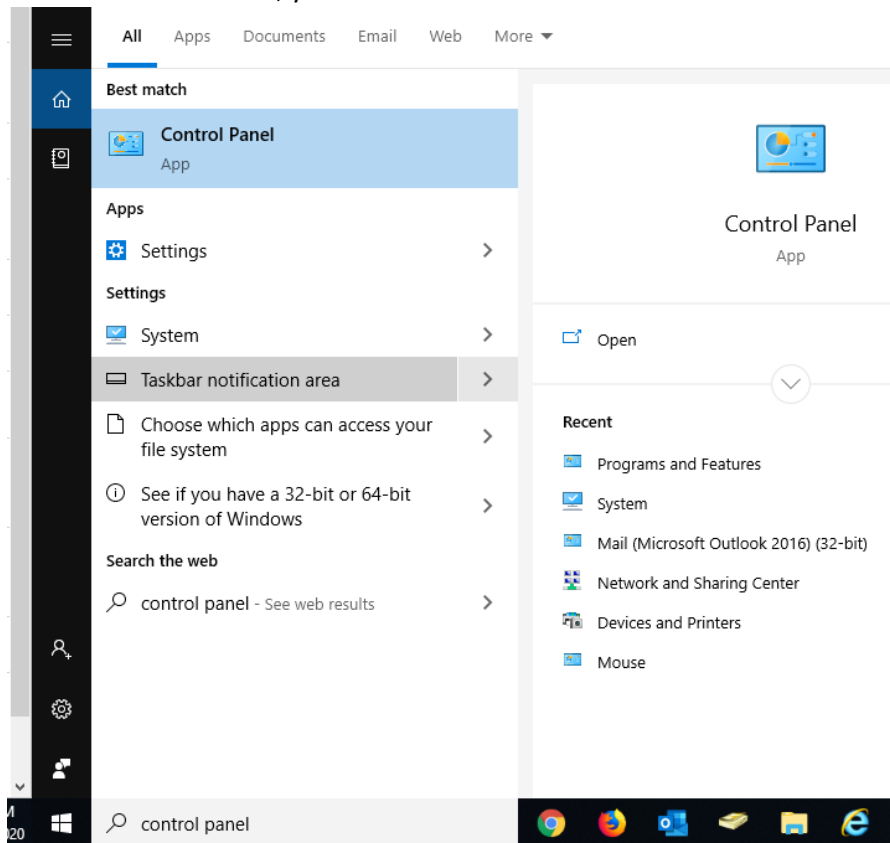 All Apps Documents Email Web More
Best match
Control Panel
App
Apps
Settings
Settings
System
Taskbar notification area
Choose which apps can access your
file system
See if you have a 32-bit or 64-bit
version of Windows
Search the web
control panel - See web results
Control Panel
App
Open
Recent
Programs and Features
System
Mail (Microsoft Outlook 2016) (32-bit)
Network and Sharing Center
Devices and Printers
Mouse
M
020
control panel